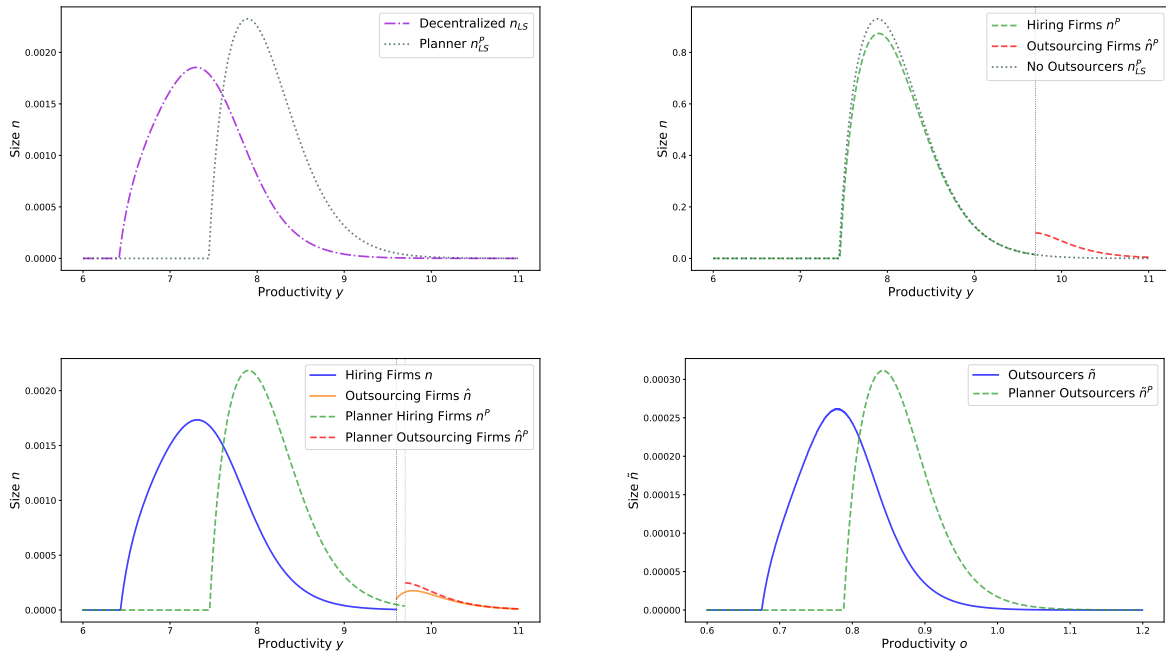 Decentralized n_LS
Planner n^P_LS
0.0020
0.0015
0.0010
0.0005
0.0000
Size n
6 7 8 9 10 11
Productivity y
Hiring Firms n^P
Outsourcing Firms n̂^P
No Outsourcers n^P_LS
0.8
0.6
0.4
0.2
0.0
Size n
6 7 8 9 10 11
Productivity y
Hiring Firms n
Outsourcing Firms n̂
Planner Hiring Firms n^P
Planner Outsourcing Firms n̂^P
0.0020
0.0015
0.0010
0.0005
0.0000
Size n
6 7 8 9 10 11
Productivity y
Outsourcers ñ
Planner Outsourcers ñ^P
0.00030
0.00025
0.00020
0.00015
0.00010
0.00005
0.00000
Size ñ
0.6 0.7 0.8 0.9 1.0 1.1 1.2
Productivity o